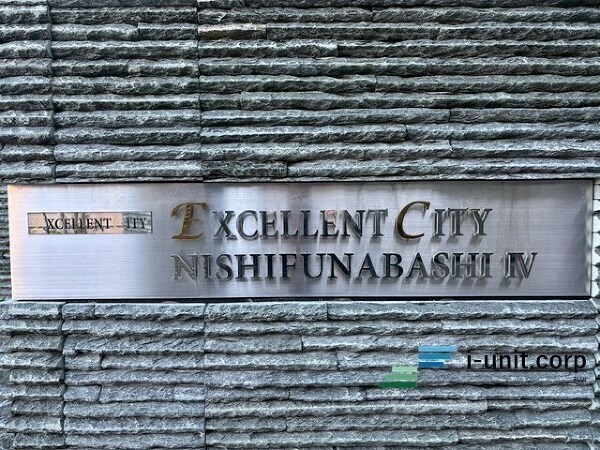 EXCELLENT CITY
NISHIFUNABASHI IV
XCELLENT ITY
i-unit.corp